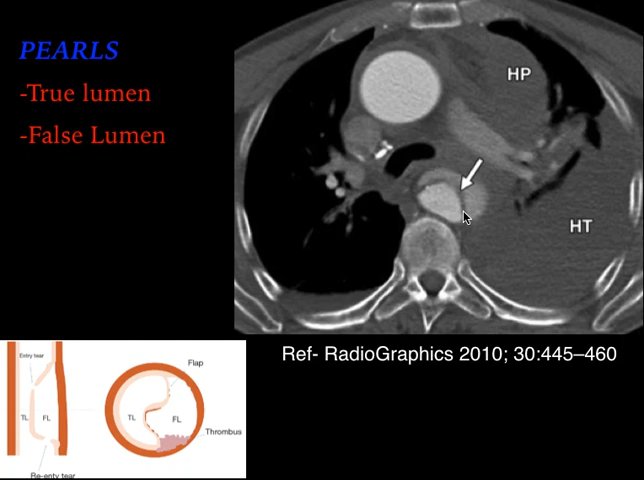 PEARLS
-True lumen
-False Lumen
HP
HT
Ref- RadioGraphics 2010; 30:445–460
Entry tear
TL
FL
Re-enty tear
Flap
TL
FL
Thrombus